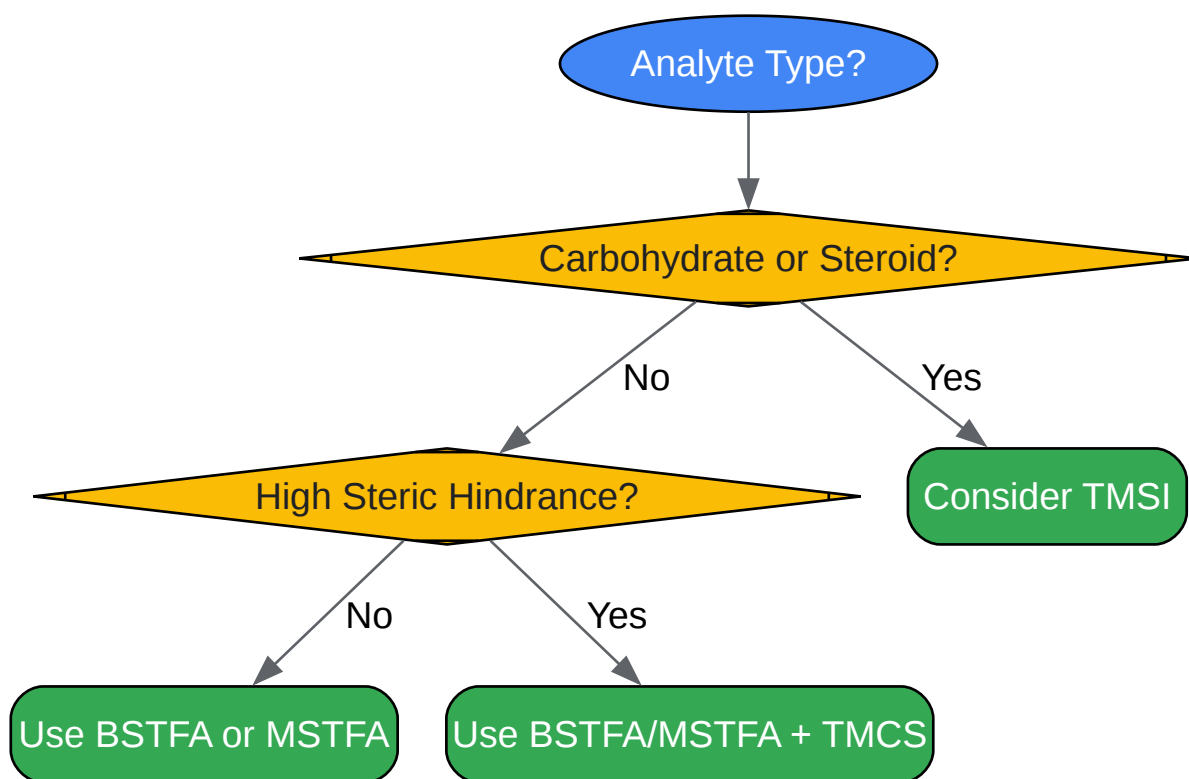 Analyte Type?
Carbohydrate or Steroid?
No
Yes
High Steric Hindrance?
Consider TMSI
No
Yes
Use BSTFA or MSTFA
Use BSTFA/MSTFA + TMCS